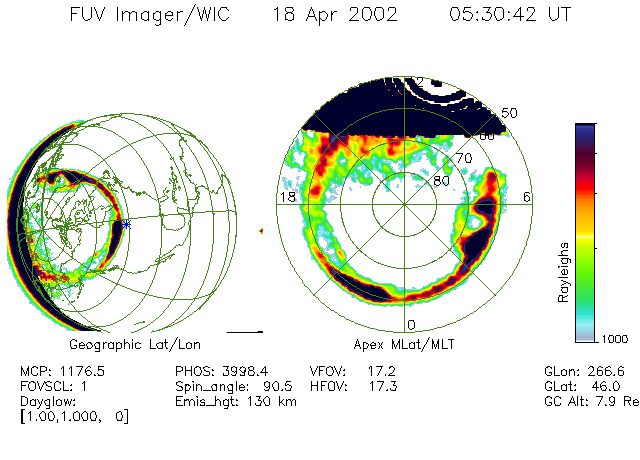 FUV Imager/WIC 18 Apr 2002 05:30:42 UT
50
60
70
80
18
6
0
Rayleighs
1000
Geographic Lat/Lon
Apex MLat/MLT
MCP: 1176.5 PHOS: 3998.4 VFOV: 17.2 GLon: 266.6
FOVSCL: 1 Spin_angle: 90.5 HFOV: 17.3 GLat: 46.0
Dayglow: Emis_hgt: 130 km GC Alt: 7.9 Re
[1.00,1.000, 0]